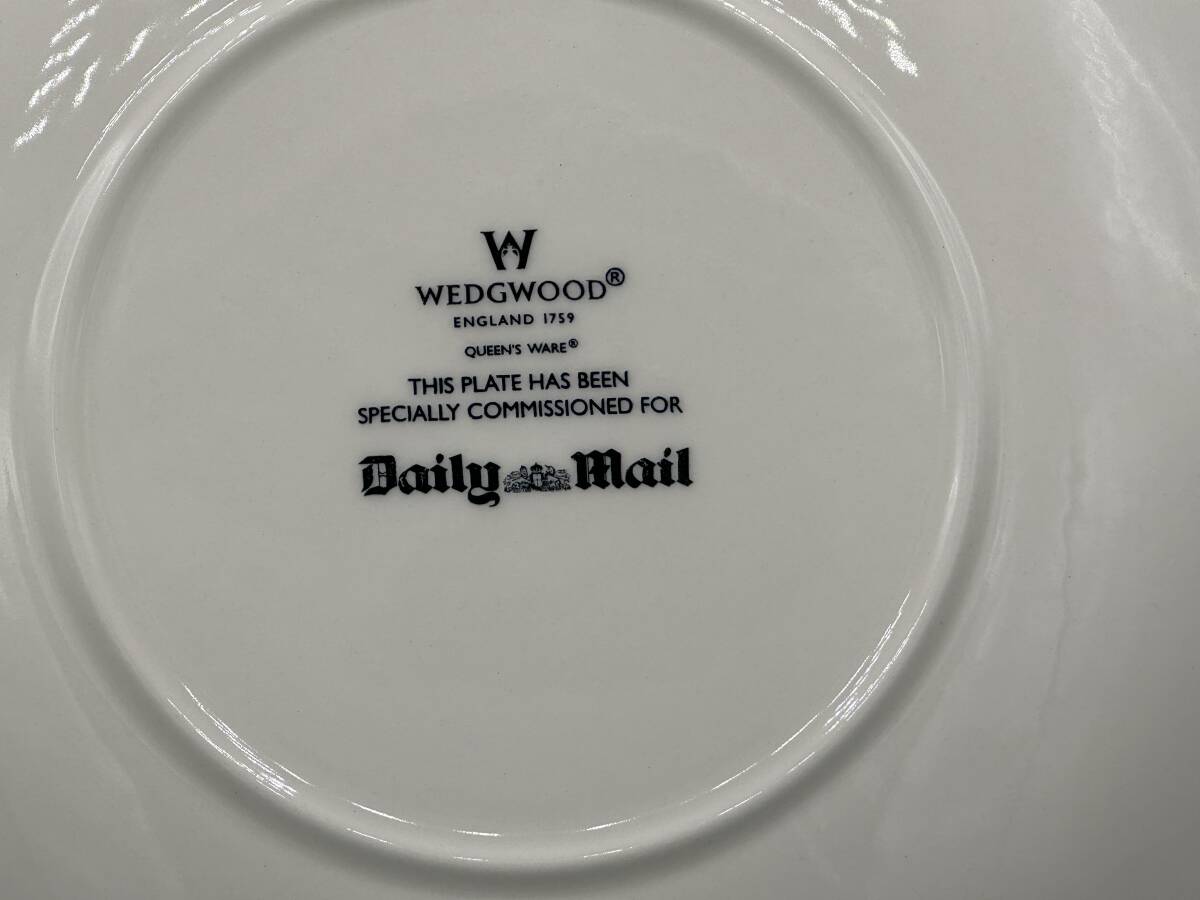 W
WEDGWOOD®
ENGLAND 1759
QUEEN'S WARE®
THIS PLATE HAS BEEN
SPECIALLY COMMISSIONED FOR
Daily Mail